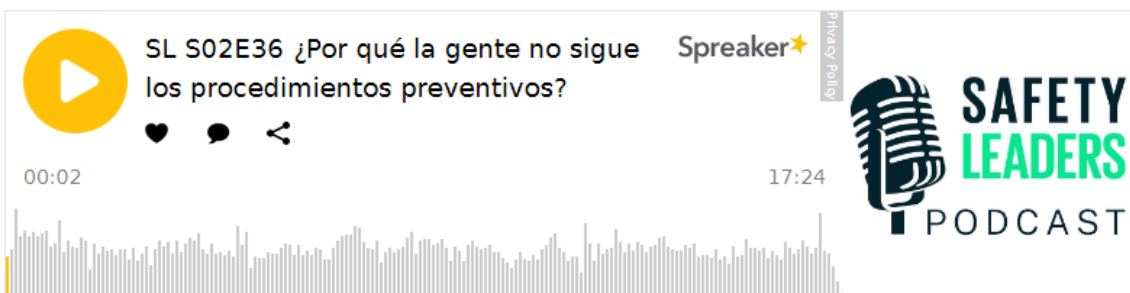 SL S02E36 ¿Por qué la gente no sigue
los procedimientos preventivos?
Spreaker
Privacy Policy
00:02
17:24
SAFETY
LEADERS
PODCAST